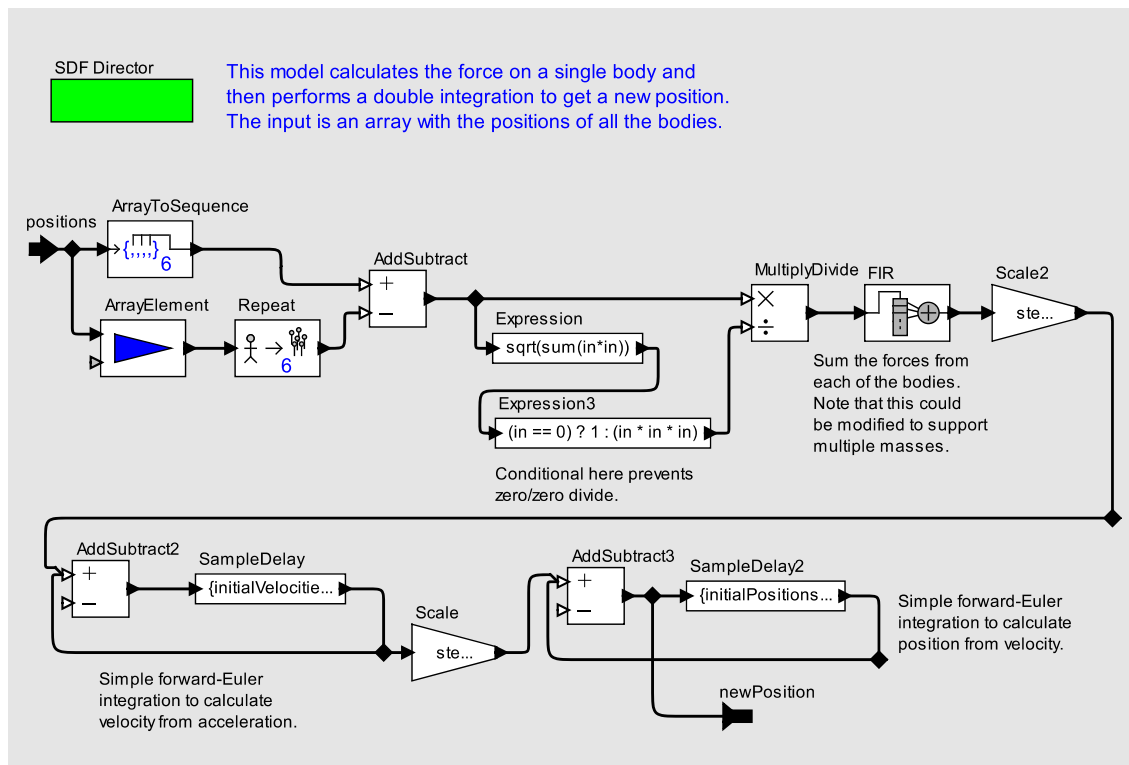 SDF Director
This model calculates the force on a single body and
then performs a double integration to get a new position.
The input is an array with the positions of all the bodies.
positions
ArrayToSequence
{,,,,}
6
ArrayElement
Repeat
6
AddSubtract
+
−
Expression
sqrt(sum(in*in))
Expression3
(in == 0) ? 1 : (in * in * in)
Conditional here prevents
zero/zero divide.
MultiplyDivide
×
÷
FIR
+
Sum the forces from
each of the bodies.
Note that this could
be modified to support
multiple masses.
Scale2
ste...
AddSubtract2
+
−
SampleDelay
{initialVelocitie...
Simple forward-Euler
integration to calculate
velocity from acceleration.
Scale
ste...
AddSubtract3
+
−
SampleDelay2
{initialPositions...
Simple forward-Euler
integration to calculate
position from velocity.
newPosition